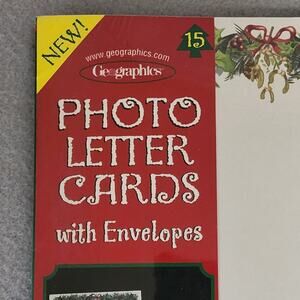 NEW!
www.geographics.com
Geographics
15
PHOTO
LETTER
CARDS
with Envelopes